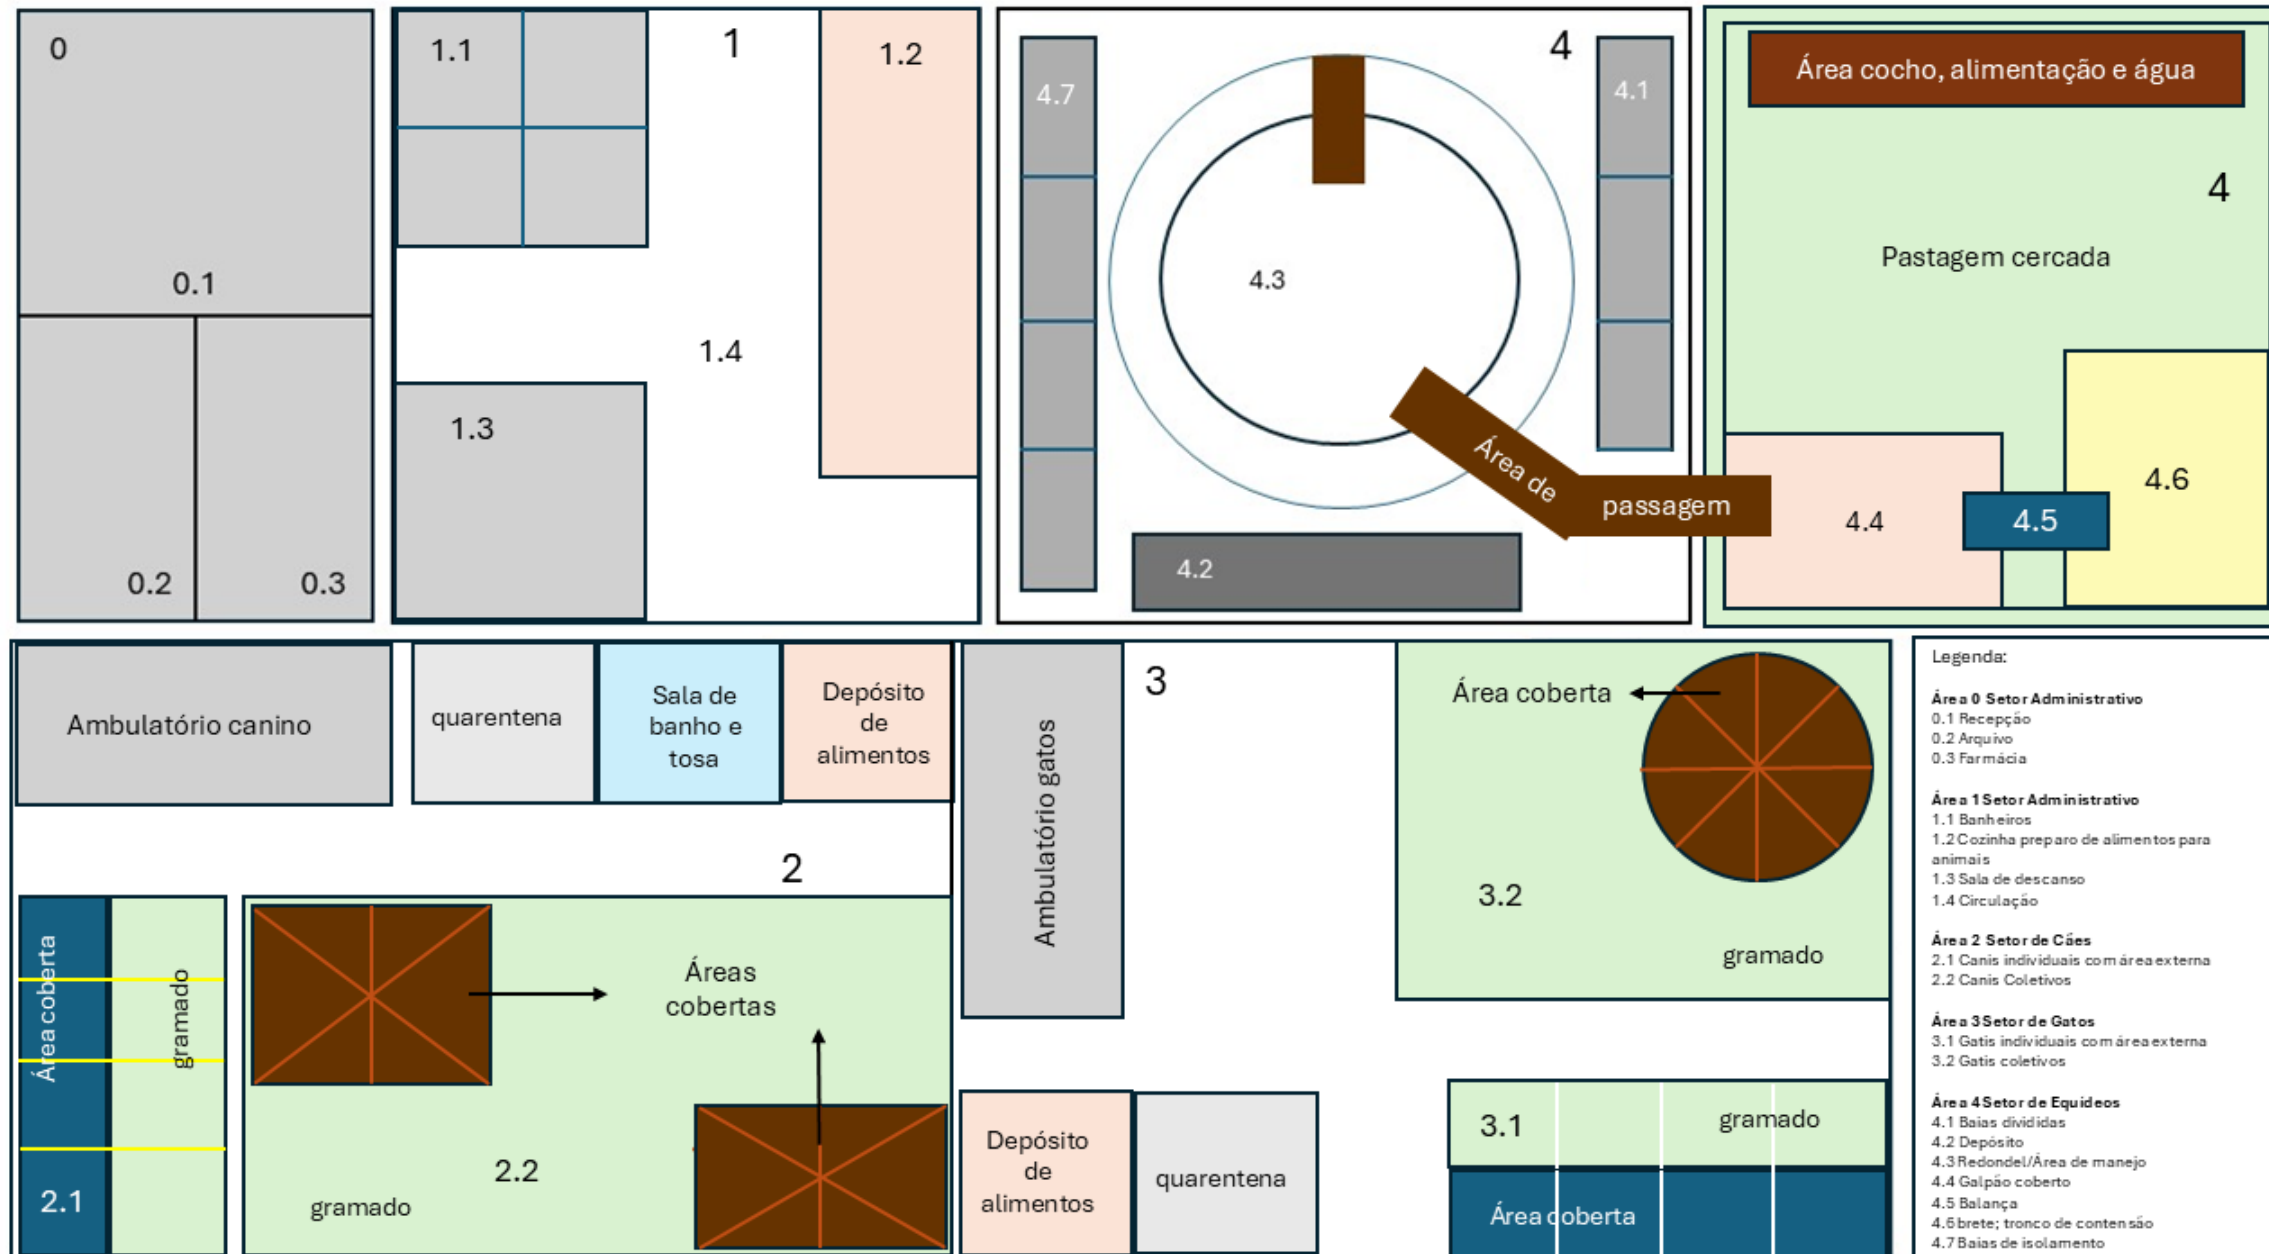 0
0.1
0.2
0.3
1.1
1
1.2
1.3
1.4
4.7
4
4.1
4.3
4.2
Área de
passagem
Área cocho, alimentação e água
4
Pastagem cercada
4.4
4.5
4.6
Ambulatório canino
quarentena
Sala de
banho e
tosa
Depósito
de
alimentos
2
Área coberta
gramado
2.1
Áreas
cobertas
2.2
gramado
Ambulatório gatos
3
Área coberta
3.2
gramado
Depósito
de
alimentos
quarentena
3.1
gramado
Área coberta
Legenda:
Área 0 Setor Administrativo
0.1 Recepção
0.2 Arquivo
0.3 Farmácia
Área 1 Setor Administrativo
1.1 Banheiros
1.2 Cozinha preparo de alimentos para
animais
1.3 Sala de descanso
1.4 Circulação
Área 2 Setor de Cães
2.1 Canis individuais com área externa
2.2 Canis Coletivos
Área 3 Setor de Gatos
3.1 Gatis individuais com área externa
3.2 Gatis coletivos
Área 4 Setor de Equideos
4.1 Baias divididas
4.2 Depósito
4.3 Redondel/Área de manejo
4.4 Galpão coberto
4.5 Balança
4.6 brete; tronco de contensão
4.7 Baias de isolamento